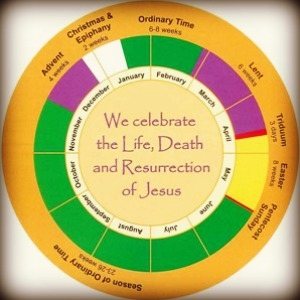 Christmas &
Epiphany
2 weeks
Ordinary Time
6-8 weeks
Lent
6 weeks
Triduum
3 days
Easter
8 weeks
Pentecost
Sunday
Season of Ordinary Time
23-28 weeks
Advent
4 weeks
January
February
March
April
May
June
July
August
September
October
November
December
We celebrate
the Life, Death
and Resurrection
of Jesus